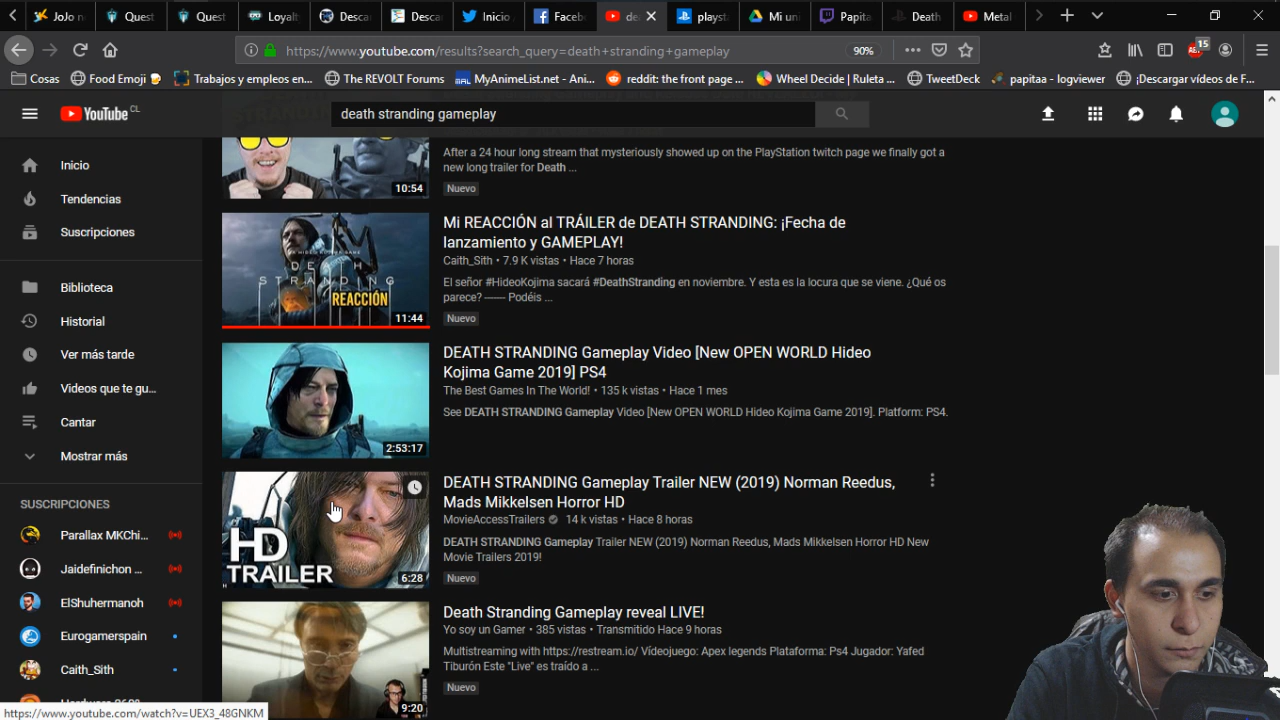 JoJo n
Quest
Quest
Loyal
Desca
Desca
Inicio
Faceb
de
playst
Mi uni
Papita
Death
Metal
https://www.youtube.com/results?search_query=death+stranding+gameplay
90%
15
Cosas
Food Emoji
Trabajos y empleos en...
The REVOLT Forums
MyAnimeList.net - Ani...
reddit: the front page ...
Wheel Decide | Ruleta ...
TweetDeck
papitaa - logviewer
¡Descargar vídeos de F...
YouTube CL
death stranding gameplay
Inicio
Tendencias
Suscripciones
Biblioteca
Historial
Ver más tarde
Videos que te gu...
Cantar
Mostrar más
SUSCRIPCIONES
Parallax MKChi...
Jaidefinichon ...
ElShuhermanoh
Eurogamerspain
Caith_Sith
10:54
After a 24 hour long stream that mysteriously showed up on the PlayStation twitch page we finally got a
new long trailer for Death ...
Nuevo
DEATH
STRANDING
REACCIÓN
11:44
Mi REACCIÓN al TRÁILER de DEATH STRANDING: ¡Fecha de
lanzamiento y GAMEPLAY!
Caith_Sith • 7.9 K vistas • Hace 7 horas
El señor #HideoKojima sacará #DeathStranding en noviembre. Y esta es la locura que se viene. ¿Qué os
parece? —— Podéis ...
Nuevo
2:53:17
DEATH STRANDING Gameplay Video [New OPEN WORLD Hideo
Kojima Game 2019] PS4
The Best Games In The World! • 135 k vistas • Hace 1 mes
See DEATH STRANDING Gameplay Video [New OPEN WORLD Hideo Kojima Game 2019]. Platform: PS4.
HD
TRAILER
6:28
DEATH STRANDING Gameplay Trailer NEW (2019) Norman Reedus,
Mads Mikkelsen Horror HD
MovieAccessTrailers 14 k vistas • Hace 8 horas
DEATH STRANDING Gameplay Trailer NEW (2019) Norman Reedus, Mads Mikkelsen Horror HD New
Movie Trailers 2019!
Nuevo
9:20
Death Stranding Gameplay reveal LIVE!
Yo soy un Gamer • 385 vistas • Transmitido Hace 9 horas
Multistreaming with https://restream.io/ Vídeojuego: Apex legends Plataforma: Ps4 Jugador: Yafed
Tiburón Este "Live" es traído a ...
Nuevo
https://www.youtube.com/watch?v=UEX3_48GNKM